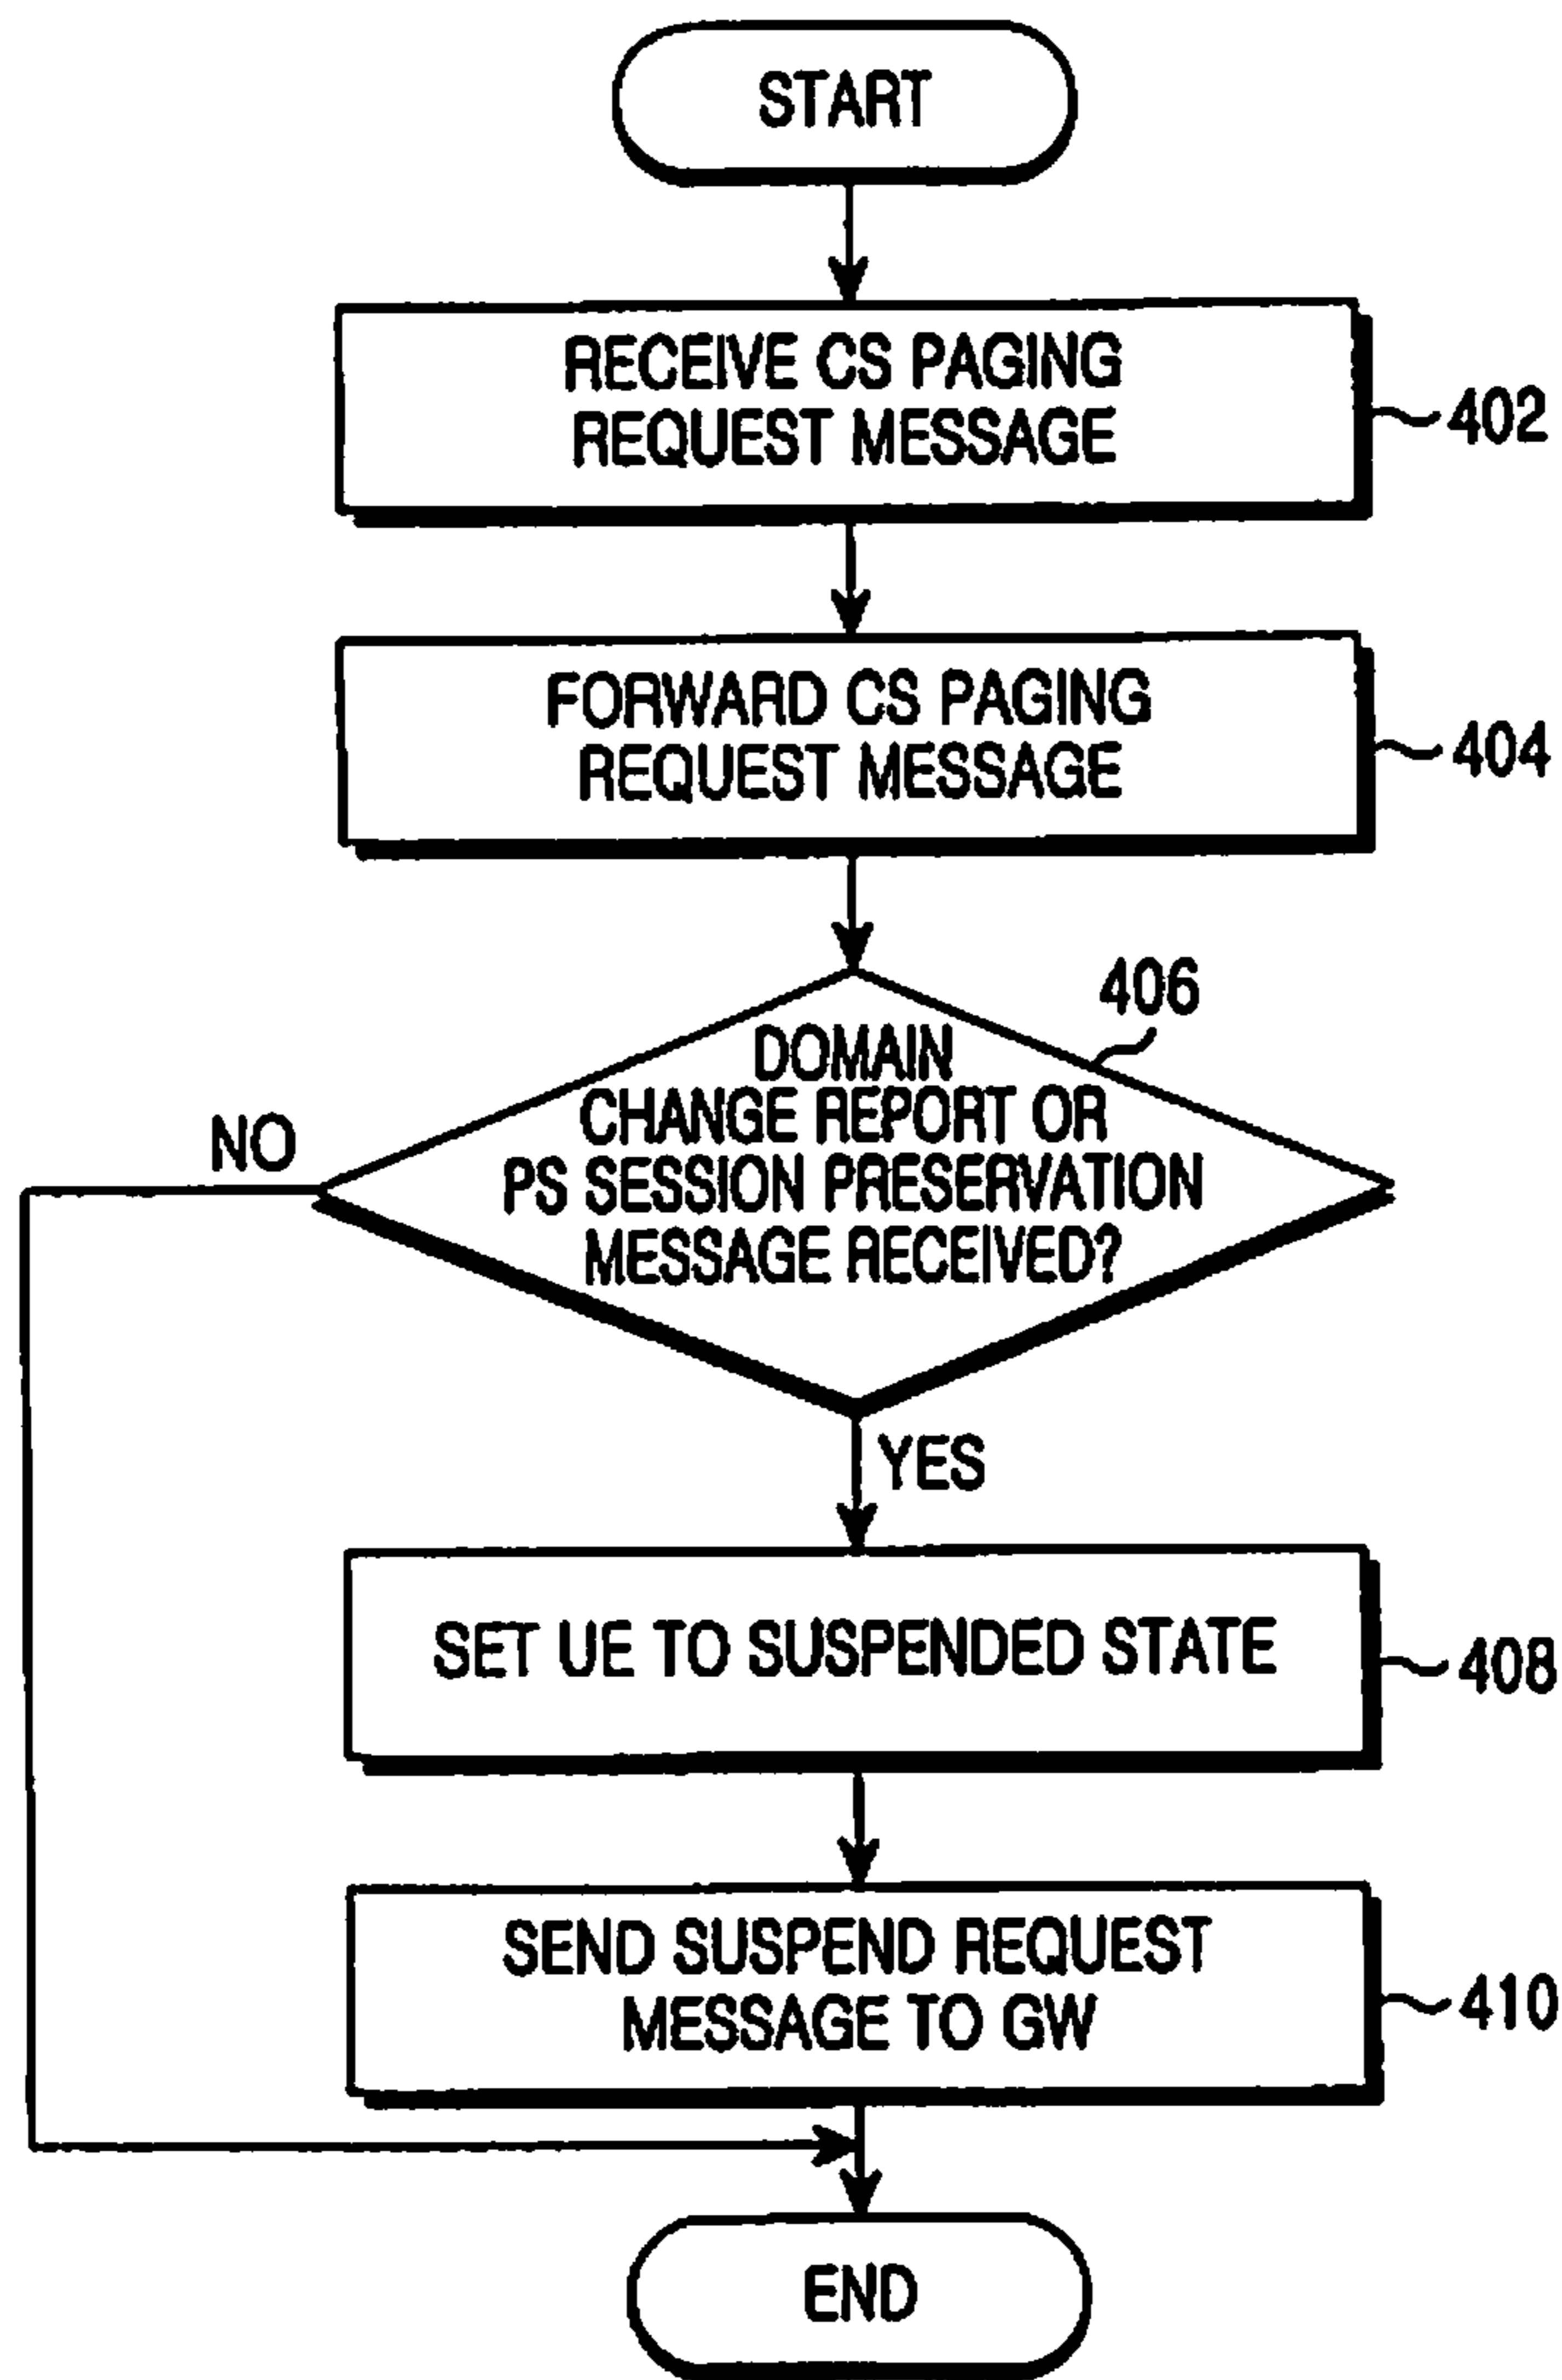 START
RECEIVE CS PAGING
REQUEST MESSAGE
402
FORWARD CS PAGING
REQUEST MESSAGE
404
406
DOMAIN
CHANGE REPORT OR
PS SESSION PRESERVATION
MESSAGE RECEIVED?
NO
YES
SET UE TO SUSPENDED STATE
408
SEND SUSPEND REQUEST
MESSAGE TO GW
410
END